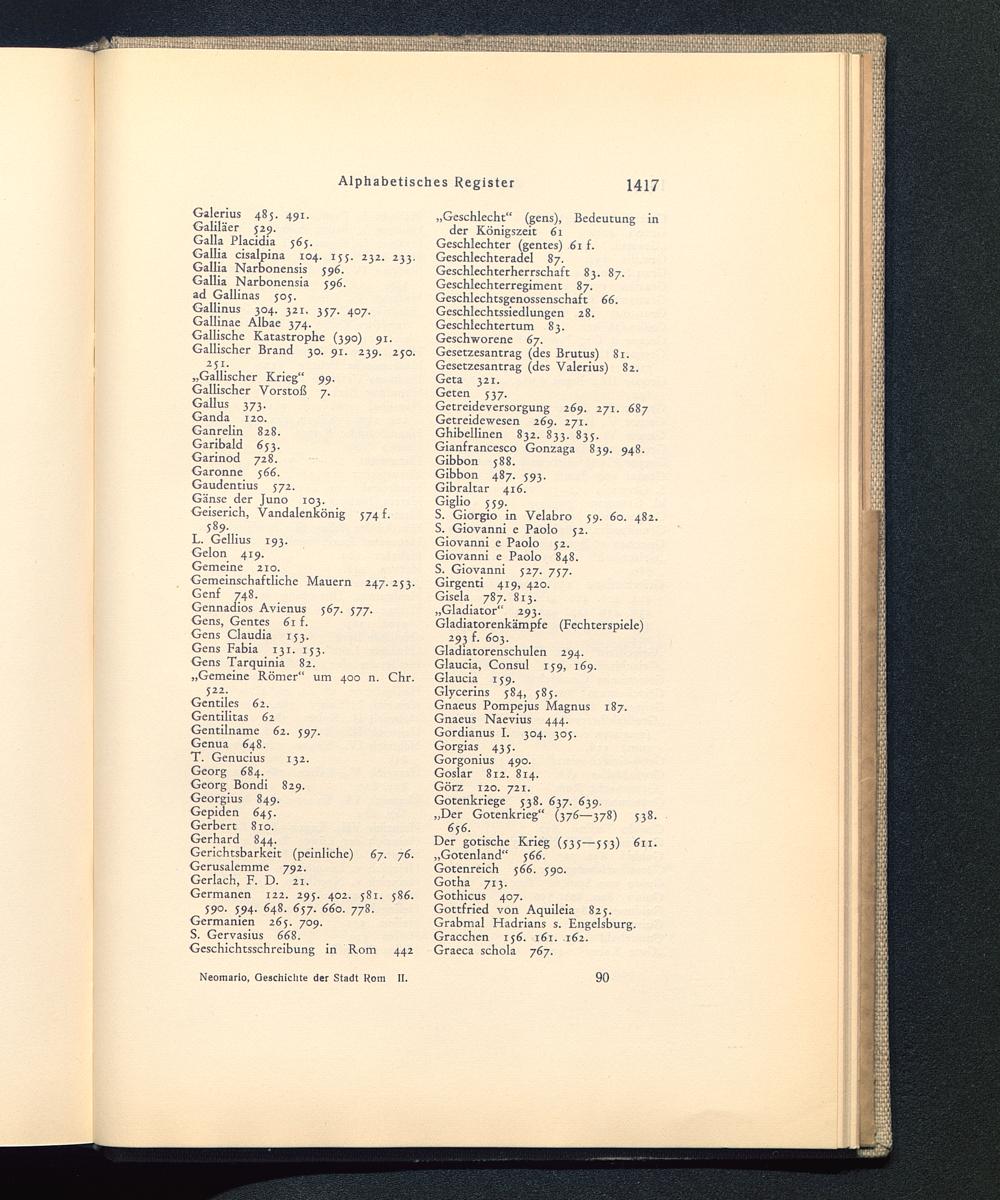 Alphabetisches Register 1417
Galerius 485. 491.
Galiläer 529.
Galla Placidia 565.
Gallia cisalpina 104. 155. 232. 233.
Gallia Narbonensis 596.
Gallia Narbonensia 596.
ad Gallinas 505.
Gallinus 304. 321. 357. 407.
Gallinae Albae 374.
Gallische Katastrophe (390) 91.
Gallischer Brand 30. 91. 239. 250.
251.
„Gallischer Krieg“ 99.
Gallischer Vorstoß 7.
Gallus 373.
Ganda 120.
Ganrelin 828.
Garibald 653.
Garinod 728.
Garonne 566.
Gaudentius 572.
Gänse der Juno 103.
Geiserich, Vandalenkönig 574 f.
589.
L. Gellius 193.
Gelon 419.
Gemeine 210.
Gemeinschaftliche Mauern 247. 253.
Genf 748.
Gennadios Avienus 567. 577.
Gens, Gentes 61 f.
Gens Claudia 153.
Gens Fabia 131. 153.
Gens Tarquinia 82.
„Gemeine Römer“ um 400 n. Chr.
522.
Gentiles 62.
Gentilitas 62
Gentilname 62. 597.
Genua 648.
T. Genucius 132.
Georg 684.
Georg Bondi 829.
Georgius 849.
Gepiden 645.
Gerbert 810.
Gerhard 844.
Gerichtsbarkeit (peinliche) 67. 76.
Gerusalemme 792.
Gerlach, F. D. 21.
Germanen 122. 295. 402. 581. 586.
590. 594. 648. 657. 660. 778.
Germanien 265. 709.
S. Gervasius 668.
Geschichtsschreibung in Rom 442
„Geschlecht“ (gens), Bedeutung in
der Königszeit 61
Geschlechter (gentes) 61 f.
Geschlechteradel 87.
Geschlechterherrschaft 83. 87.
Geschlechterregiment 87.
Geschlechtsgenossenschaft 66.
Geschlechtssiedlungen 28.
Geschlechtertum 83.
Geschworene 67.
Gesetzesantrag (des Brutus) 81.
Gesetzesantrag (des Valerius) 82.
Geta 321.
Geten 537.
Getreideversorgung 269. 271. 687
Getreidewesen 269. 271.
Ghibellinen 832. 833. 835.
Gianfrancesco Gonzaga 839. 948.
Gibbon 588.
Gibbon 487. 593.
Gibraltar 416.
Giglio 559.
S. Giorgio in Velabro 59. 60. 482.
S. Giovanni e Paolo 52.
Giovanni e Paolo 52.
Giovanni e Paolo 848.
S. Giovanni 527. 757.
Girgenti 419, 420.
Gisela 787. 813.
„Gladiator“ 293.
Gladiatorenkämpfe (Fechterspiele)
293 f. 603.
Gladiatorenschulen 294.
Glaucia, Consul 159, 169.
Glaucia 159.
Glycerins 584, 585.
Gnaeus Pompejus Magnus 187.
Gnaeus Naevius 444.
Gordianus I. 304. 305.
Gorgias 435.
Gorgonius 490.
Goslar 812. 814.
Görz 120. 721.
Gotenkriege 538. 637. 639.
„Der Gotenkrieg“ (376—378) 538.
656.
Der gotische Krieg (535—553) 611.
„Gotenland“ 566.
Gotenreich 566. 590.
Gotha 713.
Gothicus 407.
Gottfried von Aquileia 825.
Grabmal Hadrians s. Engelsburg.
Gracchen 156. 161. 162.
Graeca schola 767.
Neomario, Geschichte der Stadt Rom II. 90